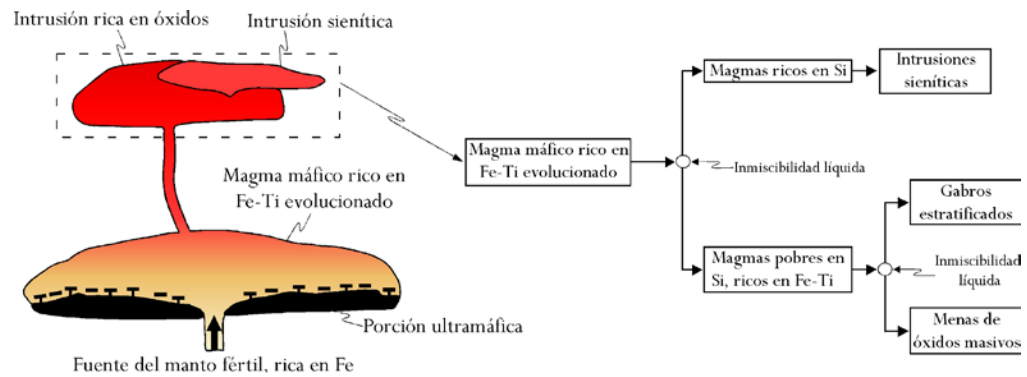 Intrusión rica en óxidos
Intrusión sienítica
Magma máfico rico en
Fe-Ti evolucionado
Porción ultramáfica
Fuente del manto fértil, rica en Fe
Magma máfico rico en
Fe-Ti evolucionado
Inmiscibilidad líquida
Magmas ricos en Si
Intrusiones
sieníticas
Magmas pobres en
Si, ricos en Fe-Ti
Gabros
estratificados
Inmiscibilidad
líquida
Menas de
óxidos masivos